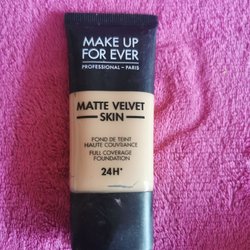 MAKE UP
FOR EVER
PROFESSIONAL – PARIS
MATTE VELVET
SKIN
FOND DE TEINT
HAUTE COUVRANCE
FULL COVERAGE
FOUNDATION
24H*